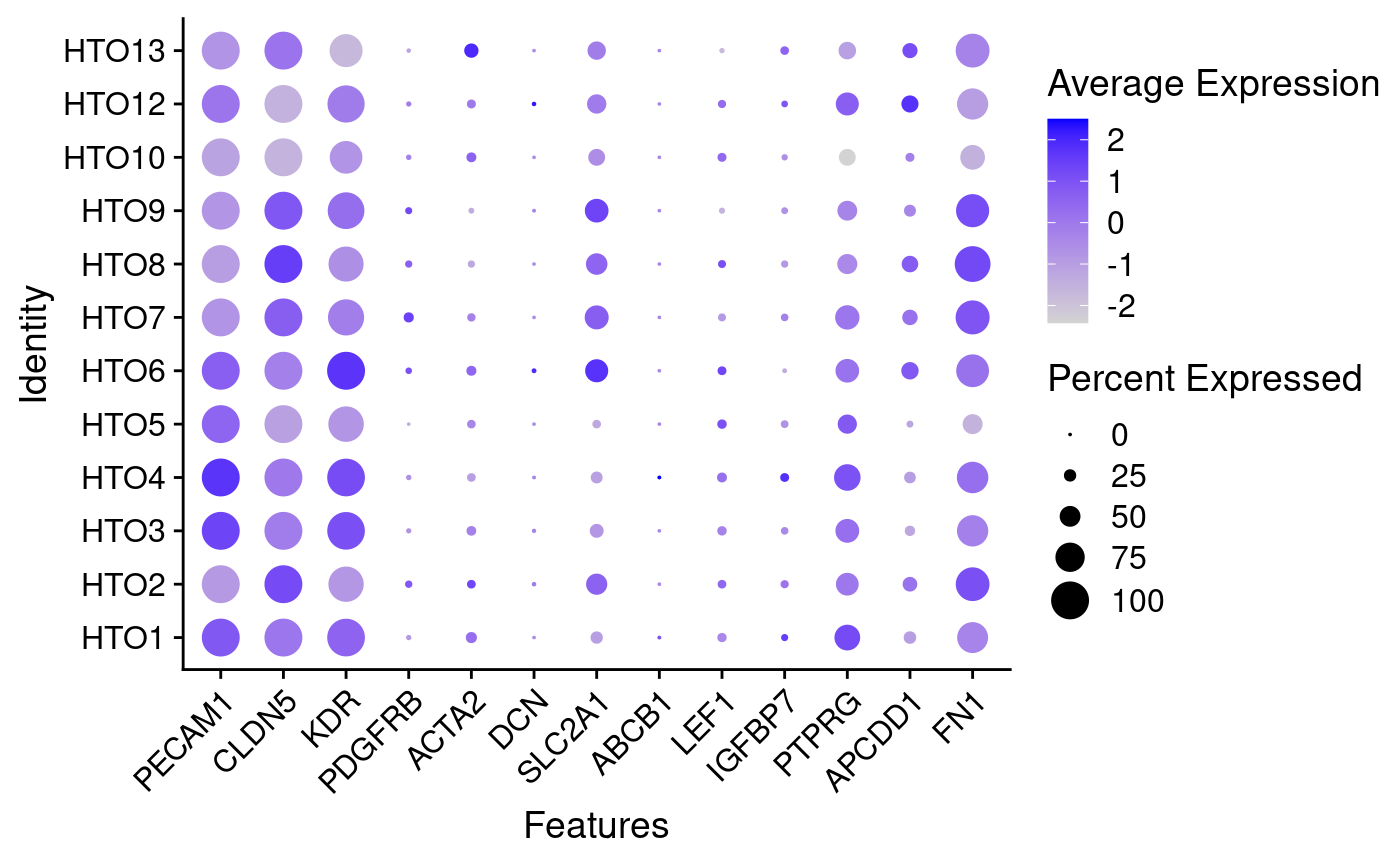 HTO13
HTO12
HTO10
HTO9
HTO8
HTO7
HTO6
HTO5
HTO4
HTO3
HTO2
HTO1
Identity
PECAM1
CLDN5
KDR
PDGFRB
ACTA2
DCN
SLC2A1
ABCB1
LEF1
IGFBP7
PTPRG
APCDD1
FN1
Features
Average Expression
2
1
0
-1
-2
Percent Expressed
0
25
50
75
100